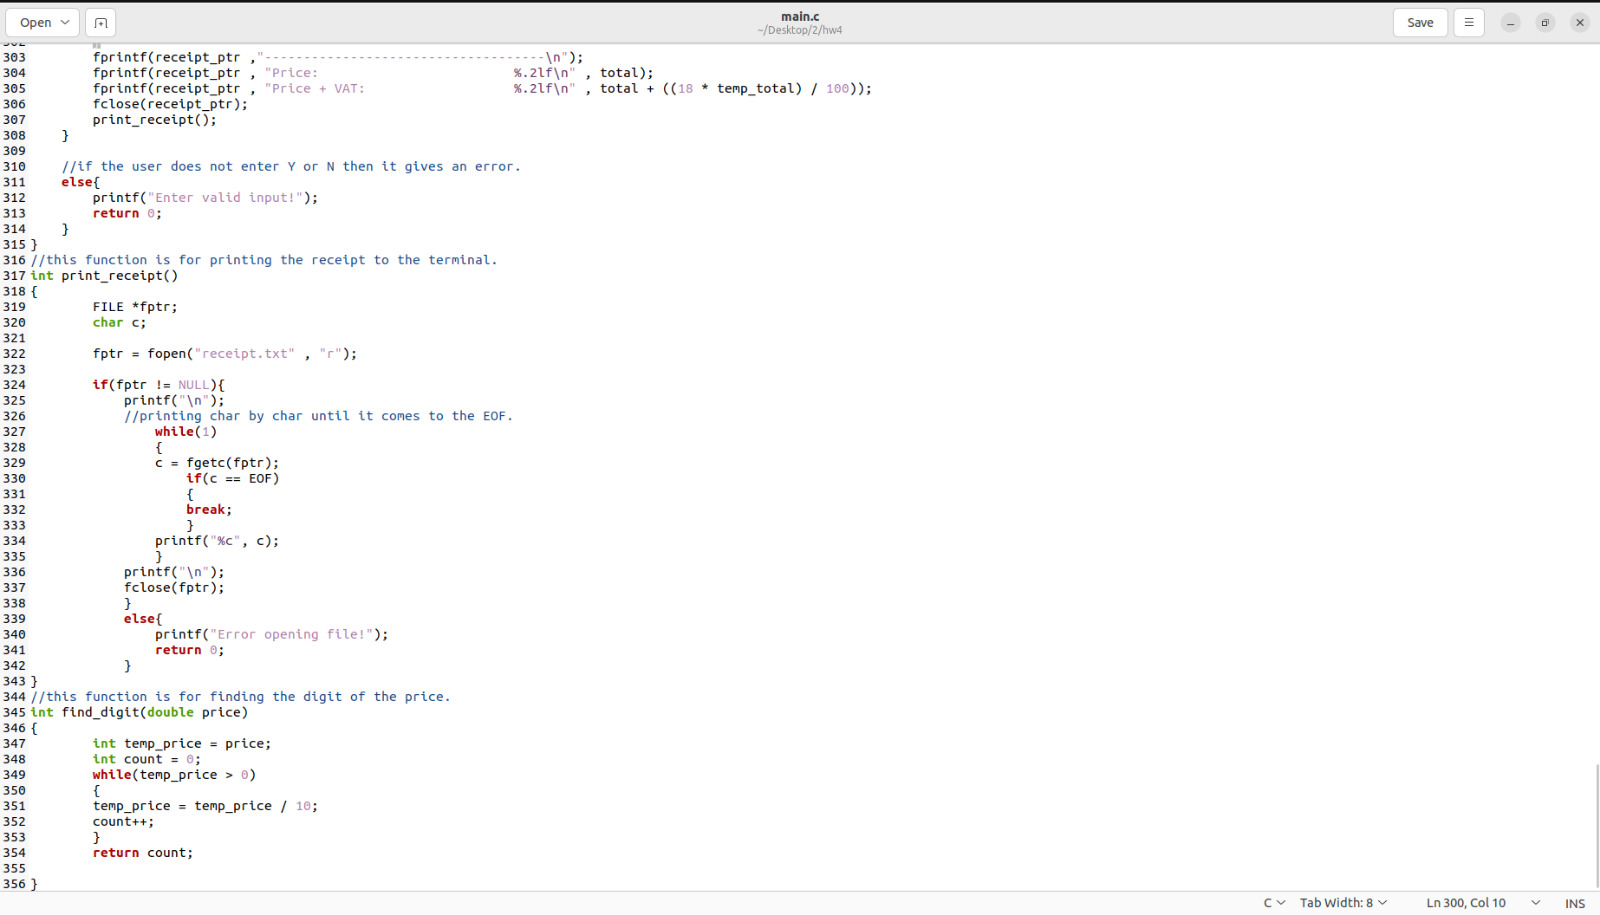 Open
main.c
~/Desktop/2/hw4
Save
303 fprintf(receipt_ptr ,"------------------------------------\n");
304 fprintf(receipt_ptr , "Price:                         %.2lf\n" , total);
305 fprintf(receipt_ptr , "Price + VAT:                   %.2lf\n" , total + ((18 * temp_total) / 100));
306 fclose(receipt_ptr);
307 print_receipt();
308 }
309
310 //if the user does not enter Y or N then it gives an error.
311 else{
312 printf("Enter valid input!");
313 return 0;
314 }
315 }
316 //this function is for printing the receipt to the terminal.
317 int print_receipt()
318 {
319 FILE *fptr;
320 char c;
321
322 fptr = fopen("receipt.txt" , "r");
323
324 if(fptr != NULL){
325 printf("\n");
326 //printing char by char until it comes to the EOF.
327 while(1)
328 {
329 c = fgetc(fptr);
330 if(c == EOF)
331 {
332 break;
333 }
334 printf("%c", c);
335 }
336 printf("\n");
337 fclose(fptr);
338 }
339 else{
340 printf("Error opening file!");
341 return 0;
342 }
343 }
344 //this function is for finding the digit of the price.
345 int find_digit(double price)
346 {
347 int temp_price = price;
348 int count = 0;
349 while(temp_price > 0)
350 {
351 temp_price = temp_price / 10;
352 count++;
353 }
354 return count;
355
356 }
C Tab Width: 8 Ln 300, Col 10 INS